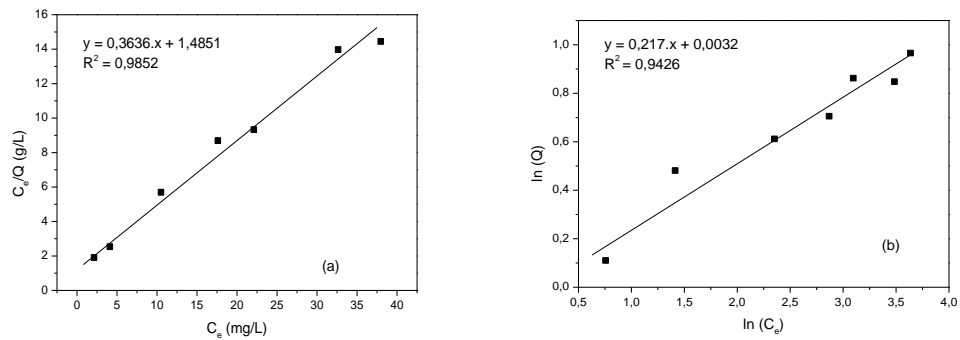 16
14
12
10
8
6
4
2
0
C_e/Q (g/L)
y = 0,3636.x + 1,4851
R² = 0,9852
(a)
0 5 10 15 20 25 30 35 40
C_e (mg/L)
1,0
0,8
0,6
0,4
0,2
0,0
ln (Q)
y = 0,217.x + 0,0032
R² = 0,9426
(b)
0,5 1,0 1,5 2,0 2,5 3,0 3,5 4,0
ln (C_e)